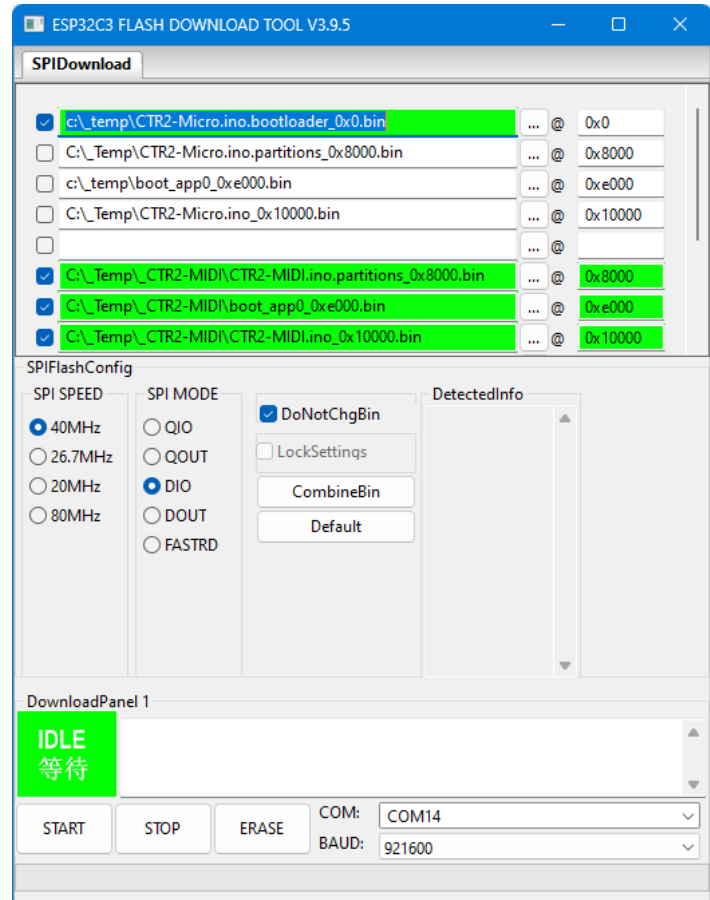 ESP32C3 FLASH DOWNLOAD TOOL V3.9.5
SPIDownload
c:\_temp\CTR2-Micro.ino.bootloader_0x0.bin ... @ 0x0
C:\_Temp\CTR2-Micro.ino.partitions_0x8000.bin ... @ 0x8000
c:\_temp\boot_app0_0xe000.bin ... @ 0xe000
C:\_Temp\CTR2-Micro.ino_0x10000.bin ... @ 0x10000
... @
C:\_Temp\_CTR2-MIDI\CTR2-MIDI.ino.partitions_0x8000.bin ... @ 0x8000
C:\_Temp\_CTR2-MIDI\boot_app0_0xe000.bin ... @ 0xe000
C:\_Temp\_CTR2-MIDI\CTR2-MIDI.ino_0x10000.bin ... @ 0x10000
SPIFlashConfig
SPI SPEED
40MHz
26.7MHz
20MHz
80MHz
SPI MODE
QIO
QOUT
DIO
DOUT
FASTRD
DoNotChgBin
LockSettings
CombineBin
Default
DetectedInfo
DownloadPanel 1
IDLE
等待
START STOP ERASE
COM: COM14
BAUD: 921600